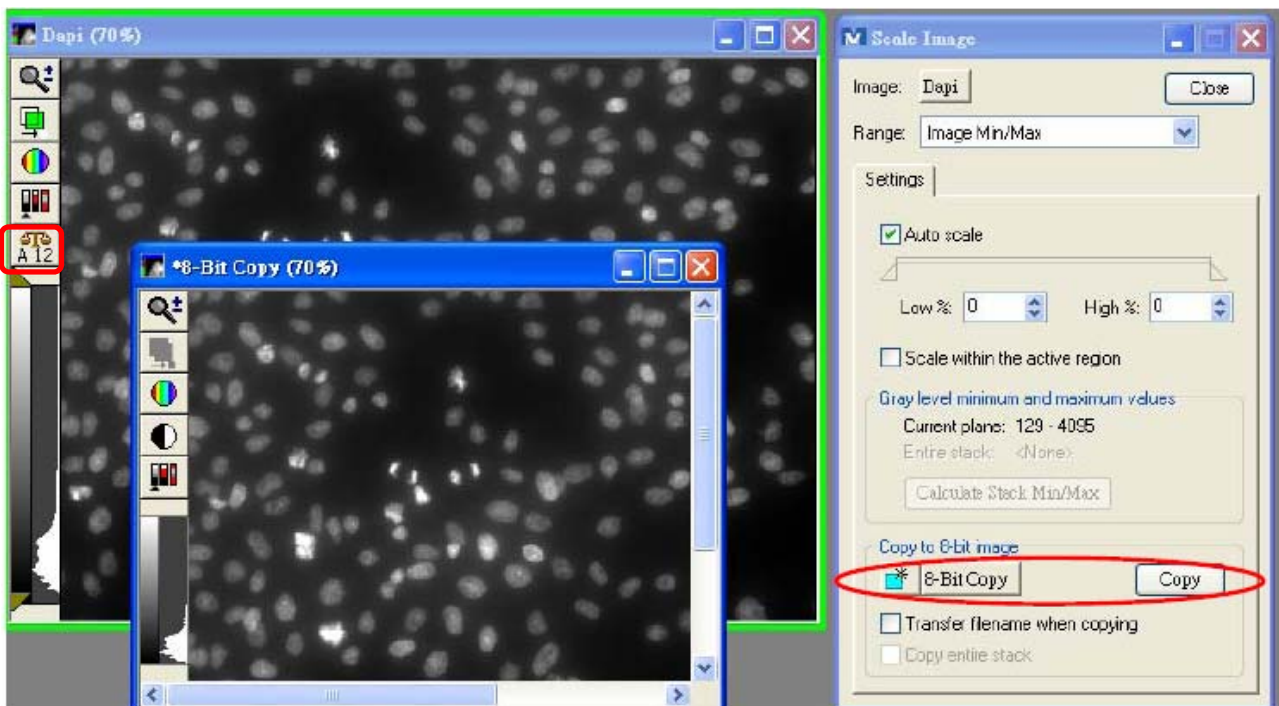 Dapi (70%)
A 12
*8-Bit Copy (70%)
Scale Image
Image: Dapi Close
Range: Image Min/Max
Settings
Auto scale
Low %: 0 High %: 0
Scale within the active region
Gray level minimum and maximum values
Current plane: 129 - 4095
Entire stack: <None>
Calculate Stack Min/Max
Copy to 8-bit image
8-Bit Copy Copy
Transfer filename when copying
Copy entire stack